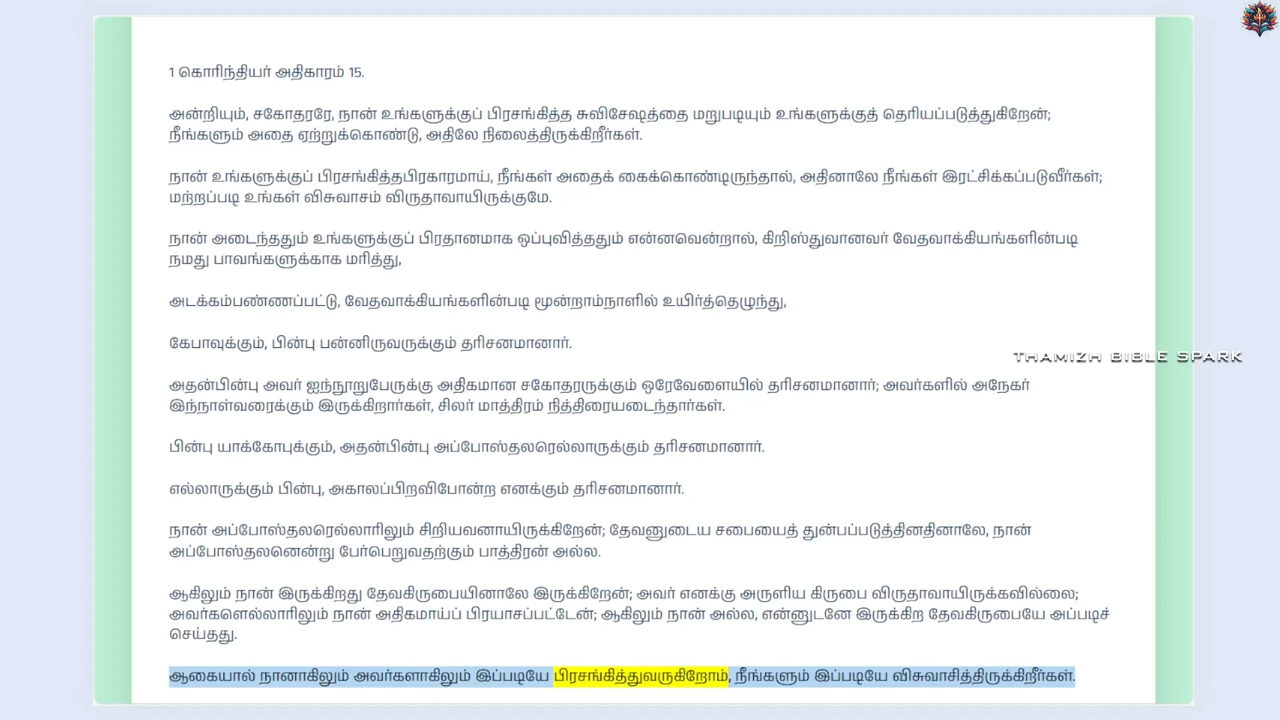 1 கொரிந்தியர் அதிகாரம் 15.
அன்றியும், சகோதரரே, நான் உங்களுக்குப் பிரசங்கித்த சுவிசேஷத்தை மறுபடியும் உங்களுக்குத் தெரியப்படுத்துகிறேன்;
நீங்களும் அதை ஏற்றுக்கொண்டு, அதிலே நிலைத்திருக்கிறீர்கள்.
நான் உங்களுக்குப் பிரசங்கித்தபிரகாரமாய், நீங்கள் அதைக் கைக்கொண்டிருந்தால், அதினாலே நீங்கள் இரட்சிக்கப்படுவீர்கள்;
மற்றப்படி உங்கள் விசுவாசம் விருதாவாயிருக்குமே.
நான் அடைந்ததும் உங்களுக்குப் பிரதானமாக ஒப்புவித்ததும் என்னவென்றால், கிறிஸ்துவானவர் வேதவாக்கியங்களின்படி
நமது பாவங்களுக்காக மரித்து,
அடக்கம்பண்ணப்பட்டு, வேதவாக்கியங்களின்படி மூன்றாம்நாளில் உயிர்த்தெழுந்து,
கேபாவுக்கும், பின்பு பன்னிருவருக்கும் தரிசனமானார்.
THAMIZH BIBLE SPARK
அதன்பின்பு அவர் ஐந்நூறுபேருக்கு அதிகமான சகோதரருக்கும் ஒரேவேளையில் தரிசனமானார்; அவர்களில் அநேகர்
இந்நாள்வரைக்கும் இருக்கிறார்கள், சிலர் மாத்திரம் நித்திரையடைந்தார்கள்.
பின்பு யாக்கோபுக்கும், அதன்பின்பு அப்போஸ்தலரெல்லாருக்கும் தரிசனமானார்.
எல்லாருக்கும் பின்பு, அகாலப்பிறவிபோன்ற எனக்கும் தரிசனமானார்.
நான் அப்போஸ்தலரெல்லாரிலும் சிறியவனாயிருக்கிறேன்; தேவனுடைய சபையைத் துன்பப்படுத்தினதினாலே, நான்
அப்போஸ்தலனென்று பேர்பெறுவதற்கும் பாத்திரன் அல்ல.
ஆகிலும் நான் இருக்கிறது தேவகிருபையினாலே இருக்கிறேன்; அவர் எனக்கு அருளிய கிருபை விருதாவாயிருக்கவில்லை;
அவர்களெல்லாரிலும் நான் அதிகமாய்ப் பிரயாசப்பட்டேன்; ஆகிலும் நான் அல்ல, என்னுடனே இருக்கிற தேவகிருபையே அப்படிச்
செய்தது.
ஆகையால் நானாகிலும் அவர்களாகிலும் இப்படியே பிரசங்கித்துவருகிறோம், நீங்களும் இப்படியே விசுவாசித்திருக்கிறீர்கள்.